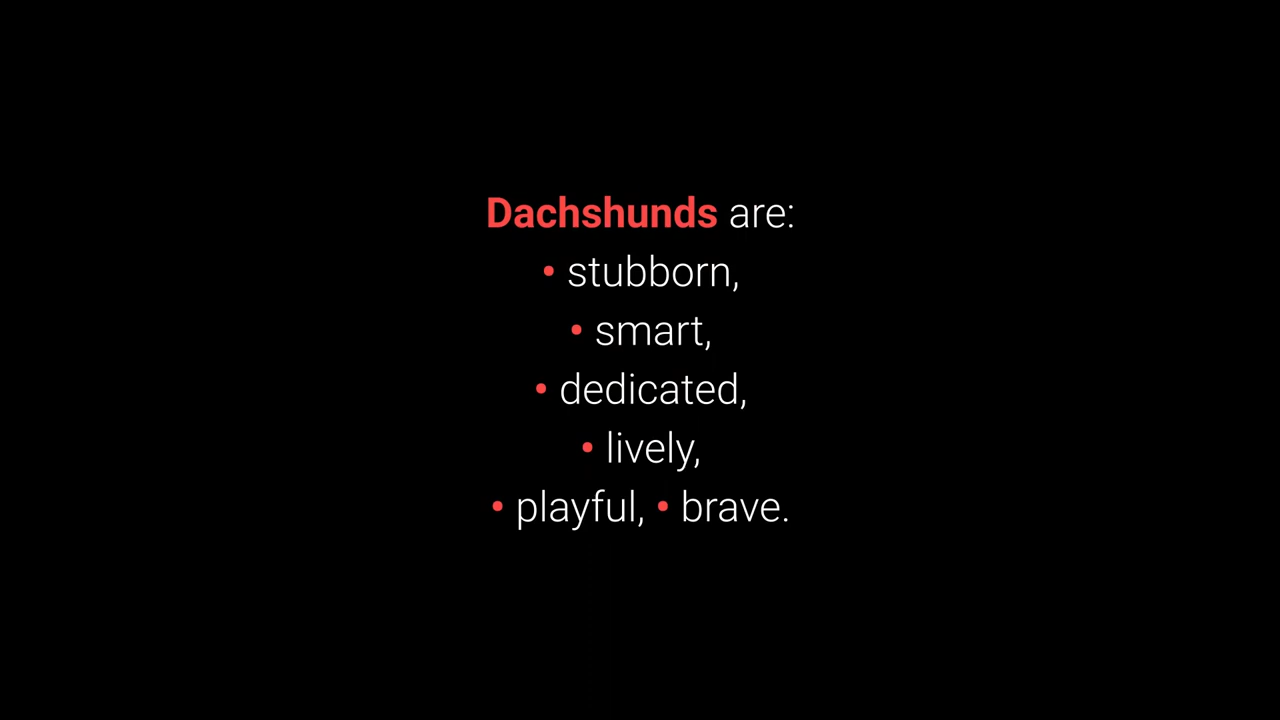 Dachshunds are:
• stubborn,
• smart,
• dedicated,
• lively,
• playful, • brave.